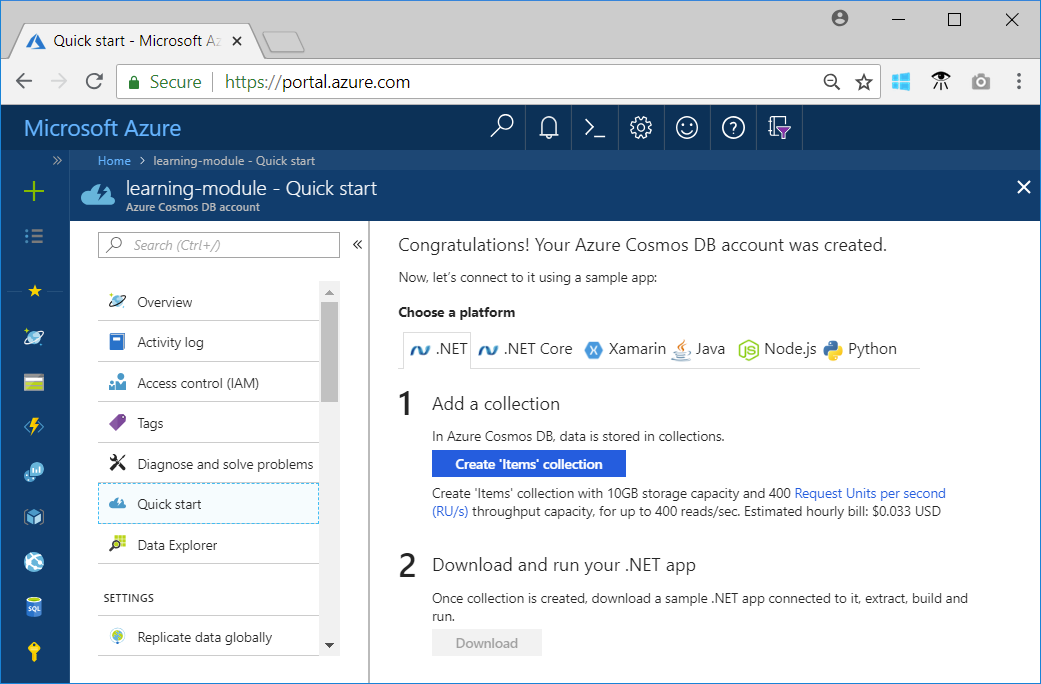 Quick start - Microsoft Az
Secure
https://portal.azure.com
Microsoft Azure
Home > learning-module - Quick start
learning-module - Quick start
Azure Cosmos DB account
Search (Ctrl+/)
Overview
Activity log
Access control (IAM)
Tags
Diagnose and solve problems
Quick start
Data Explorer
SETTINGS
Replicate data globally
SQL
Congratulations! Your Azure Cosmos DB account was created.
Now, let's connect to it using a sample app:
Choose a platform
.NET .NET Core Xamarin Java Node.js Python
1 Add a collection
In Azure Cosmos DB, data is stored in collections.
Create 'Items' collection
Create 'Items' collection with 10GB storage capacity and 400 Request Units per second
(RU/s) throughput capacity, for up to 400 reads/sec. Estimated hourly bill: $0.033 USD
2 Download and run your .NET app
Once collection is created, download a sample .NET app connected to it, extract, build and
run.
Download